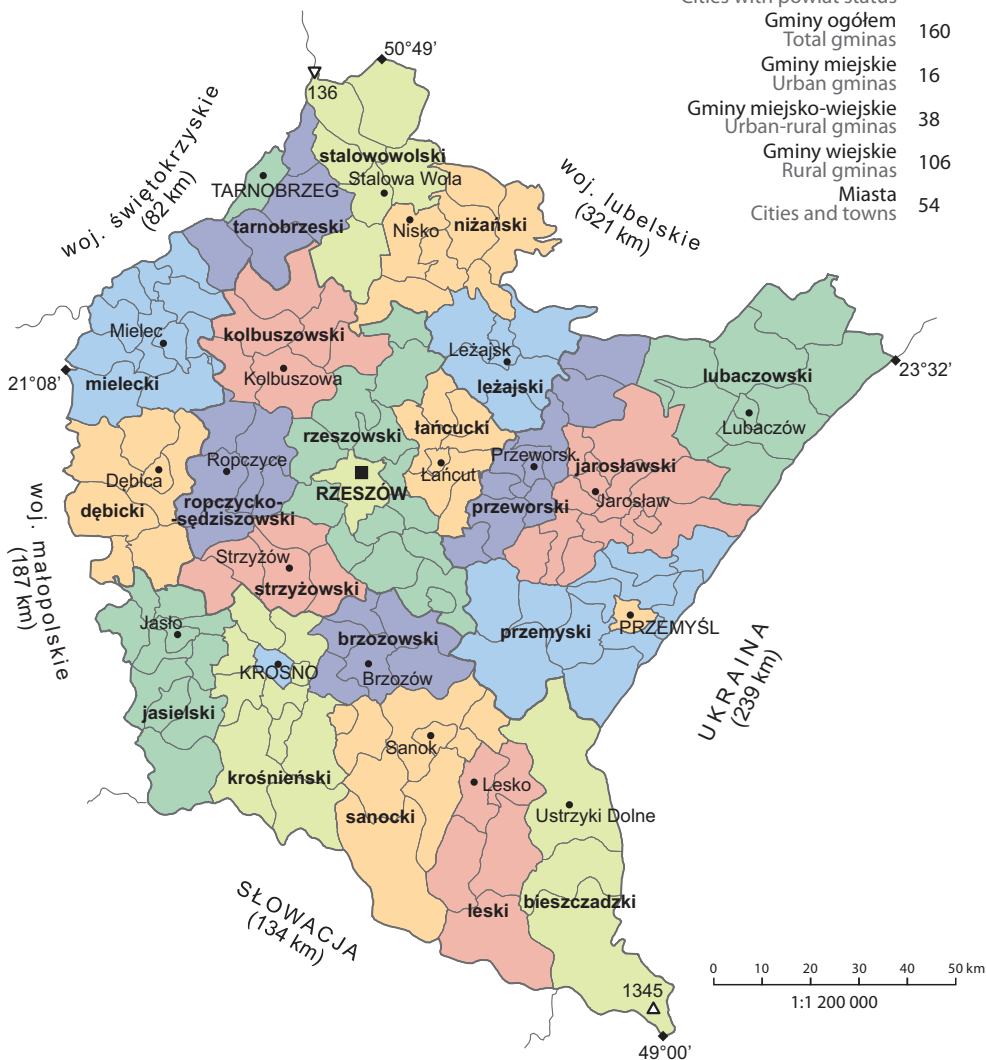 Cities with powiat status
Gminy ogółem 160
Total gminas
Gminy miejskie 16
Urban gminas
Gminy miejsko-wiejskie 38
Urban-rural gminas
Gminy wiejskie 106
Rural gminas
Miasta 54
Cities and towns
50°49’
136
woj. świętokrzyskie
(82 km)
stalowowolski
Stalowa Wola
TARNOBRZEG
tarnobrzeski
Nisko
niżański
woj. lubelskie
(321 km)
Mielec
mielecki
21°08’
kolbuszowski
Kolbuszowa
Leżajsk
leżajski
lubaczowski
Lubaczów
23°32’
rzeszowski
RZESZÓW
łańcucki
Łańcut
Przeworsk
przeworski
jarosławski
Jarosław
Dębica
dębicki
Ropczyce
ropczycko-
-sędziszowski
woj. małopolskie
(187 km)
Strzyżów
strzyżowski
Jasło
jasielski
KROSNO
krośnieński
brzozowski
Brzozów
przemyski
PRZEMYŚL
UKRAINA
(239 km)
Sanok
sanocki
Lesko
leski
Ustrzyki Dolne
bieszczadzki
SŁOWACJA
(134 km)
1345
49°00’
0 10 20 30 40 50 km
1:1 200 000